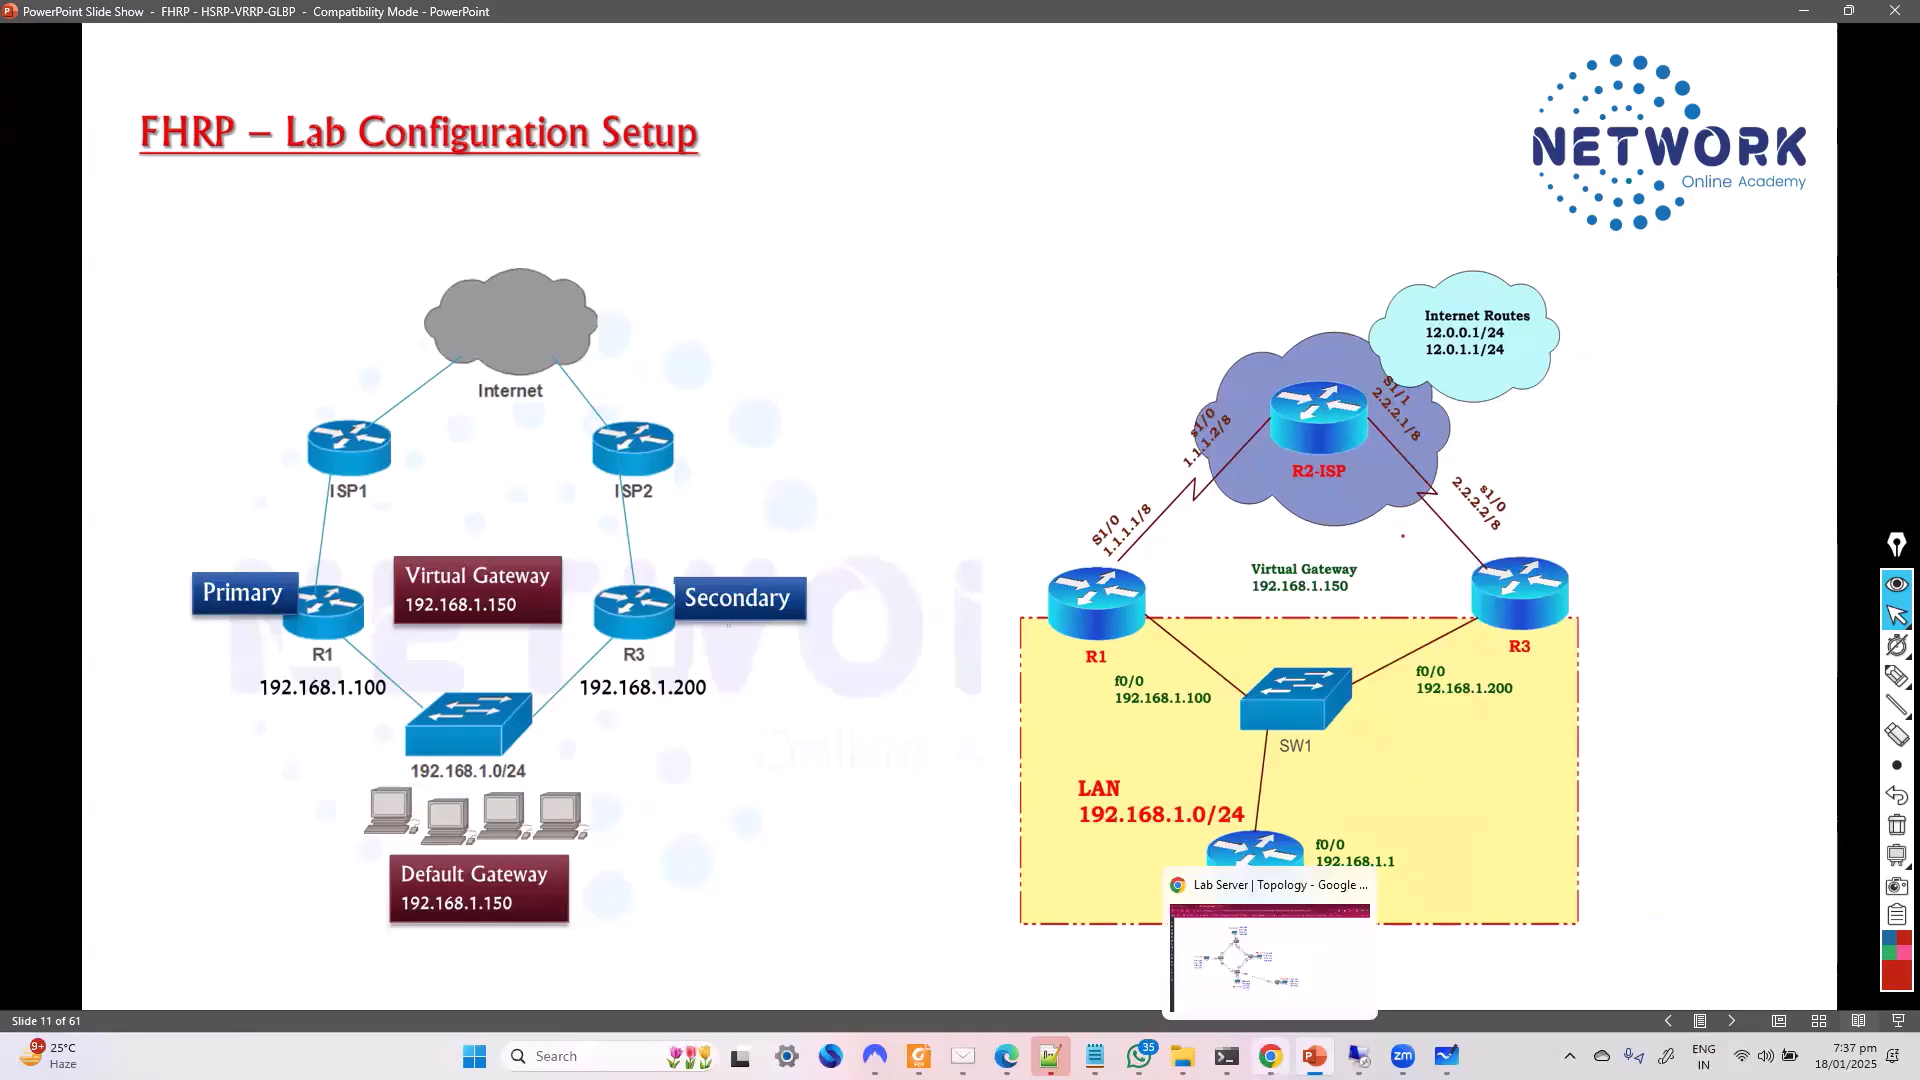 PowerPoint Slide Show  -  FHRP - HSRP-VRRP-GLBP  -  Compatibility Mode - PowerPoint
FHRP – Lab Configuration Setup
NETWORK
Online Academy
Internet
ISP1
ISP2
Primary
Virtual Gateway
192.168.1.150
Secondary
R1
R3
192.168.1.100
192.168.1.200
192.168.1.0/24
Default Gateway
192.168.1.150
Internet Routes
12.0.0.1/24
12.0.1.1/24
s1/0
1.1.1.2/8
S1/1
2.2.2.1/8
R2-ISP
S1/0
1.1.1.1/8
s1/0
2.2.2.2/8
Virtual Gateway
192.168.1.150
R1
R3
f0/0
192.168.1.100
f0/0
192.168.1.200
SW1
LAN
192.168.1.0/24
f0/0
192.168.1.1
Lab Server | Topology - Google ...
Slide 11 of 61
9+
25°C
Haze
Search
35
zm
ENG
IN
7:37 pm
18/01/2025